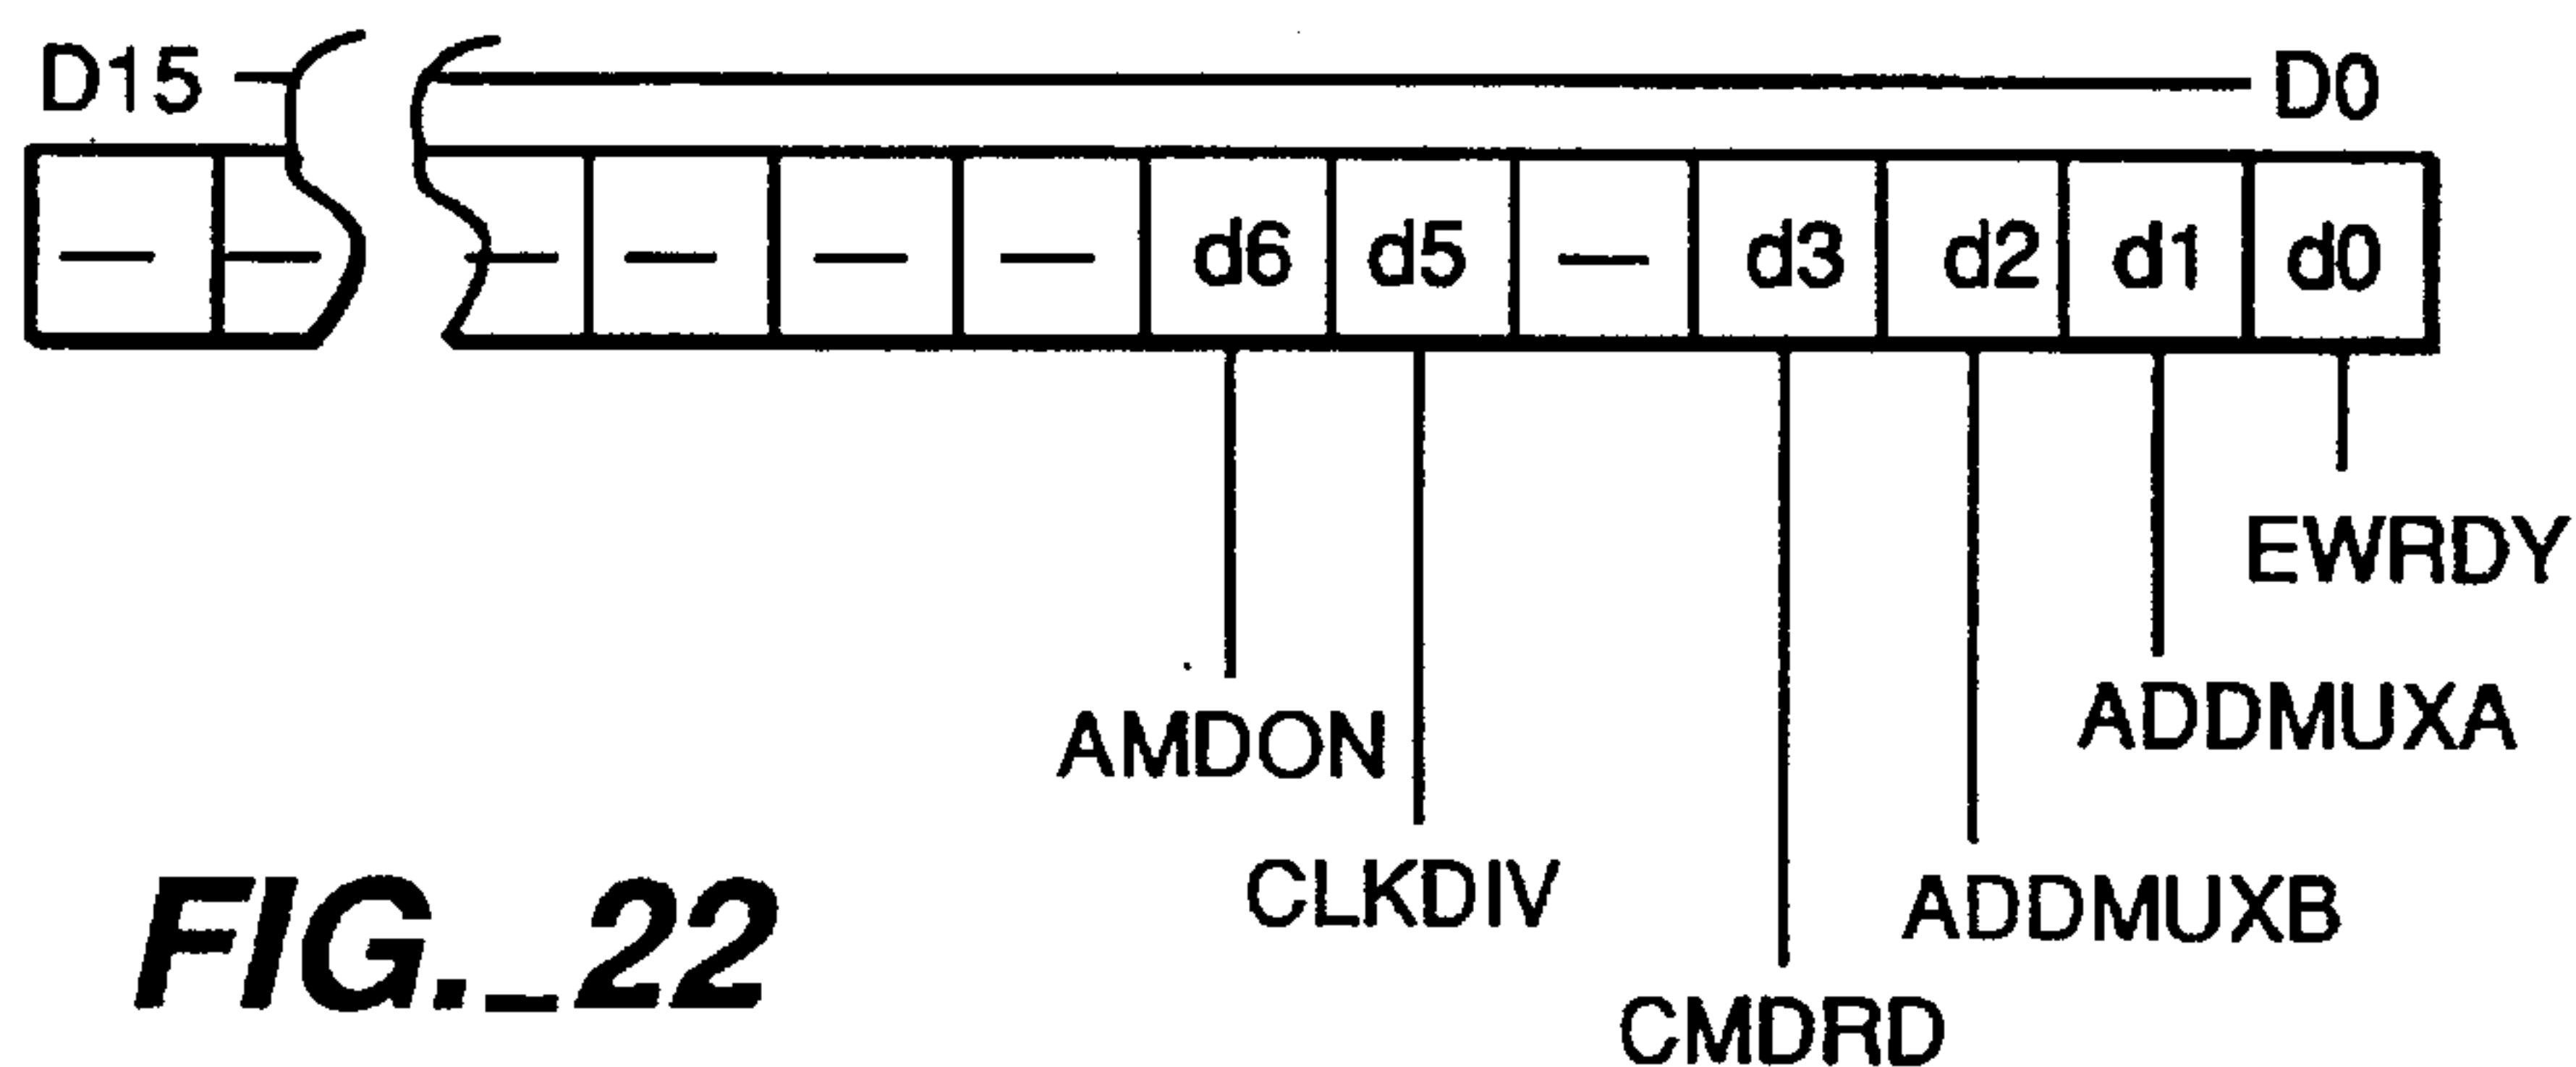 D15 D0
— — — — — — d6 d5 — d3 d2 d1 d0
EWRDY
ADDMUXA
AMDON
CLKDIV
ADDMUXB
CMDRD
FIG._22